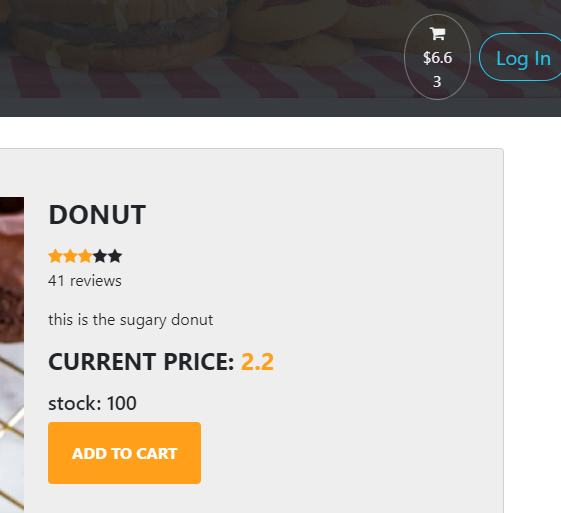 $6.6
3
Log In
DONUT
41 reviews
this is the sugary donut
CURRENT PRICE: 2.2
stock: 100
ADD TO CART